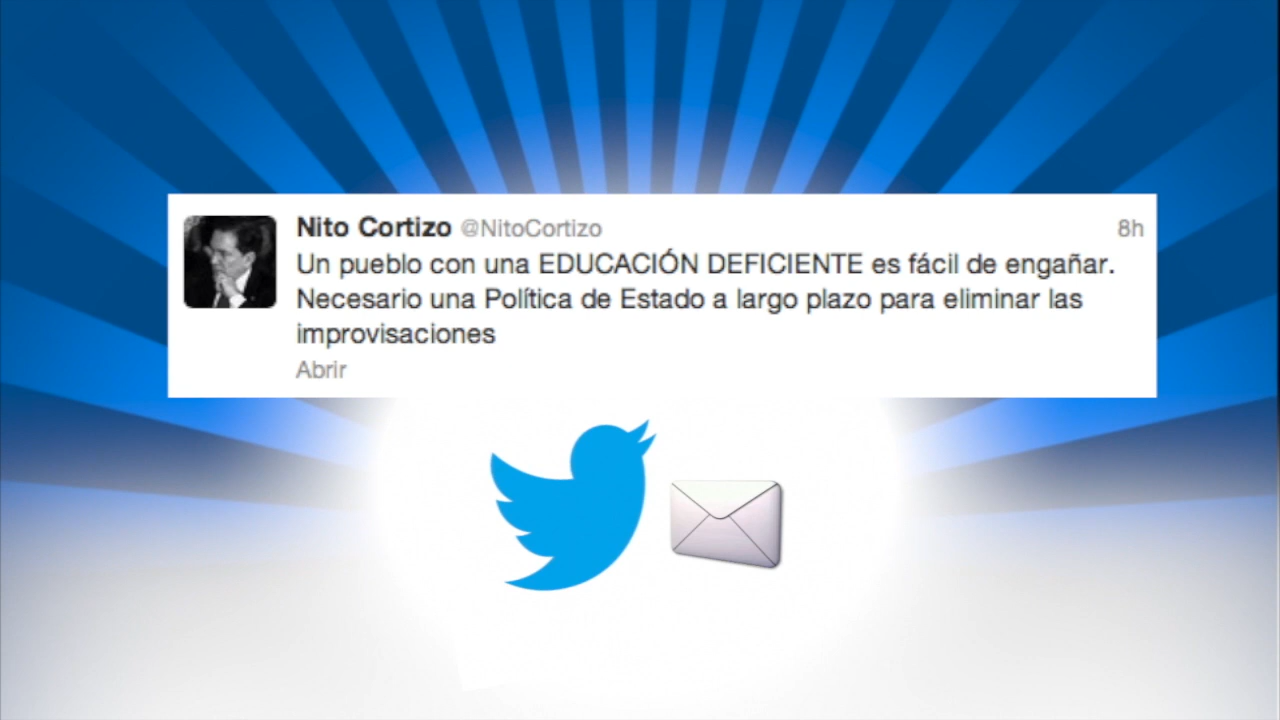 Nito Cortizo @NitoCortizo 8h
Un pueblo con una EDUCACIÓN DEFICIENTE es fácil de engañar.
Necesario una Política de Estado a largo plazo para eliminar las
improvisaciones
Abrir